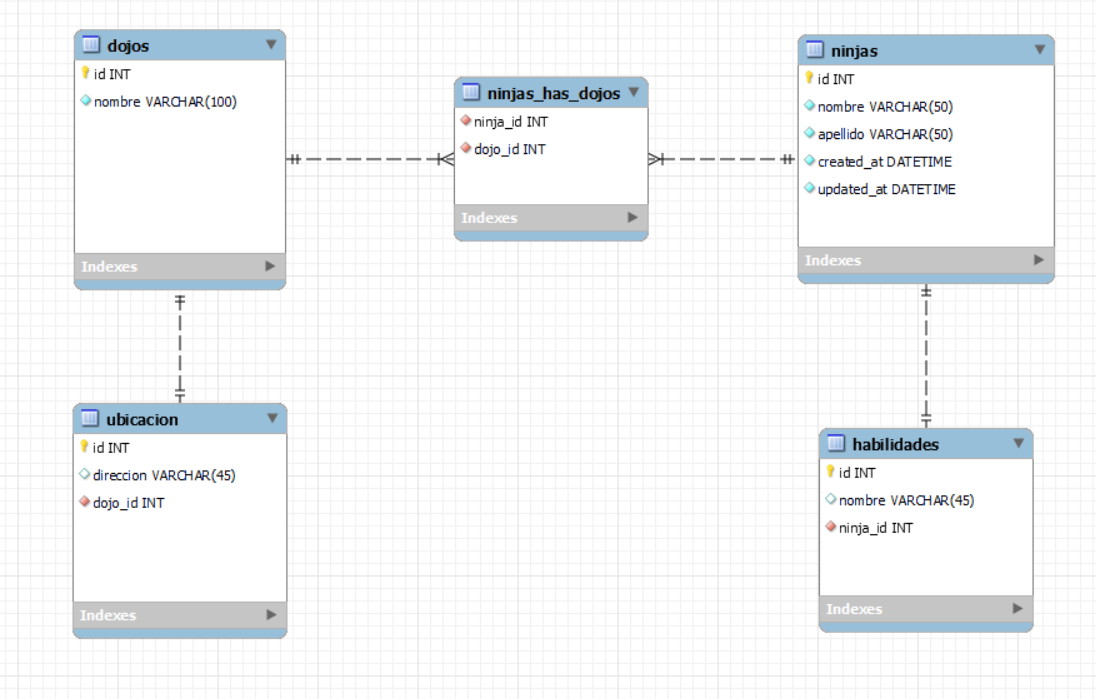 dojos
id INT
nombre VARCHAR(100)
Indexes
ninjas_has_dojos
ninja_id INT
dojo_id INT
Indexes
ninjas
id INT
nombre VARCHAR(50)
apellido VARCHAR(50)
created_at DATETIME
updated_at DATETIME
Indexes
ubicacion
id INT
direccion VARCHAR(45)
dojo_id INT
Indexes
habilidades
id INT
nombre VARCHAR(45)
ninja_id INT
Indexes